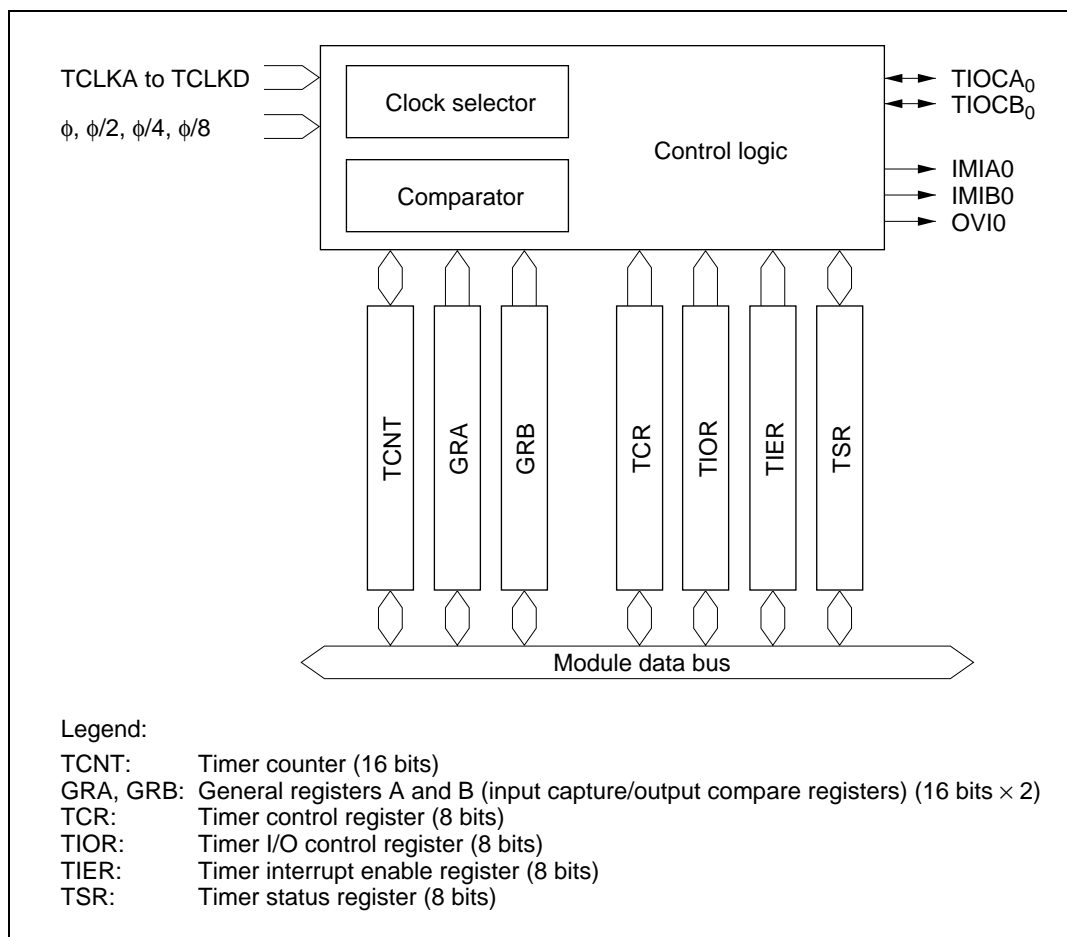 TCLKA to TCLKD
ϕ, ϕ/2, ϕ/4, ϕ/8
Clock selector
Comparator
Control logic
TIOCA₀
TIOCB₀
IMIA0
IMIB0
OVI0
TCNT
GRA
GRB
TCR
TIOR
TIER
TSR
Module data bus
Legend:
TCNT: Timer counter (16 bits)
GRA, GRB: General registers A and B (input capture/output compare registers) (16 bits × 2)
TCR: Timer control register (8 bits)
TIOR: Timer I/O control register (8 bits)
TIER: Timer interrupt enable register (8 bits)
TSR: Timer status register (8 bits)